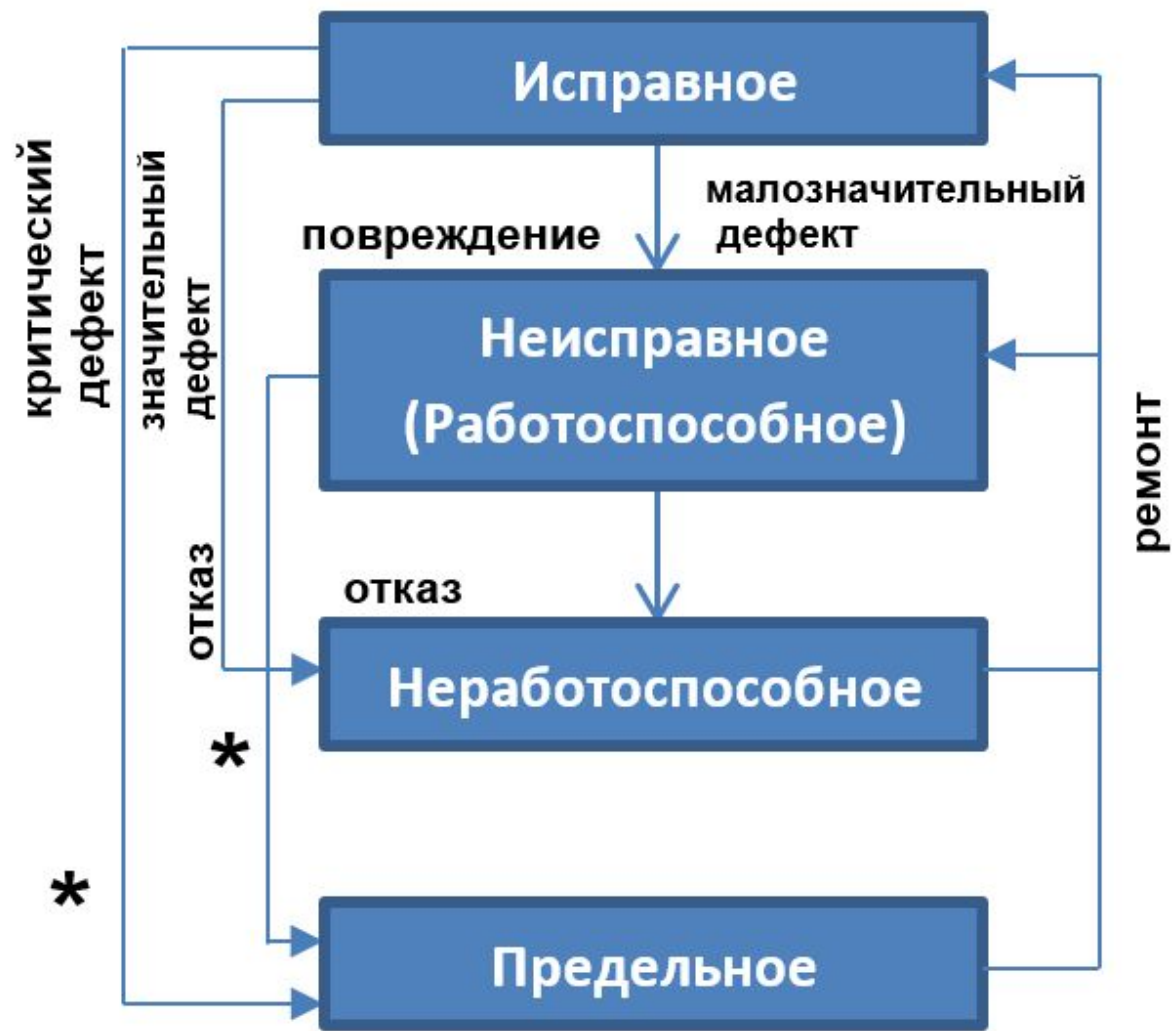 Исправное
критический
дефект
значительный
дефект
повреждение
малозначительный
дефект
Неисправное
(Работоспособное)
ремонт
отказ
отказ
Неработоспособное
*
*
Предельное